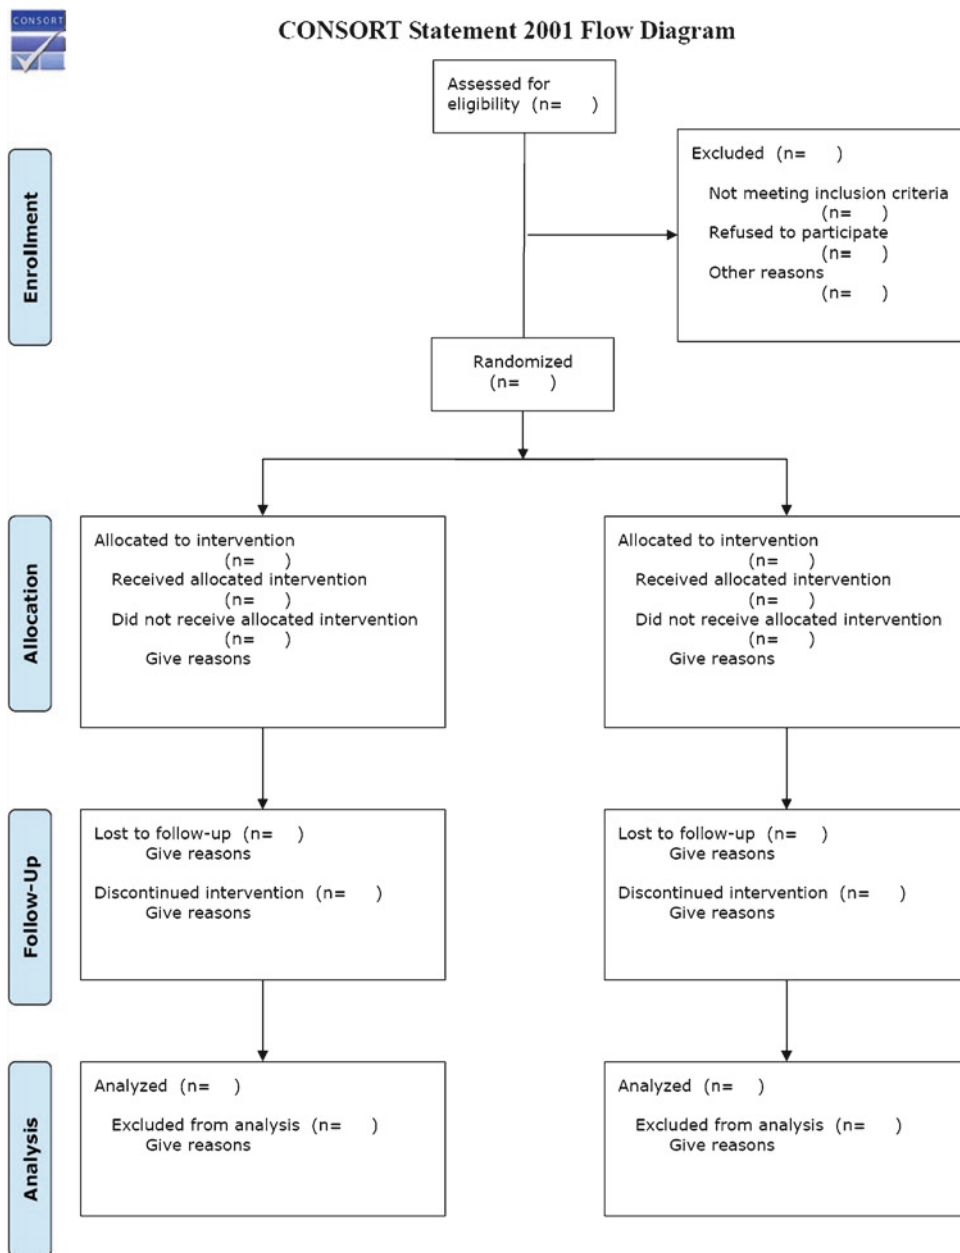 CONSORT
CONSORT Statement 2001 Flow Diagram
Assessed for
eligibility (n= )
Enrollment
Excluded (n= )
Not meeting inclusion criteria
(n= )
Refused to participate
(n= )
Other reasons
(n= )
Randomized
(n= )
Allocation
Allocated to intervention
(n= )
Received allocated intervention
(n= )
Did not receive allocated intervention
(n= )
Give reasons
Allocated to intervention
(n= )
Received allocated intervention
(n= )
Did not receive allocated intervention
(n= )
Give reasons
Follow-Up
Lost to follow-up (n= )
Give reasons
Discontinued intervention (n= )
Give reasons
Lost to follow-up (n= )
Give reasons
Discontinued intervention (n= )
Give reasons
Analysis
Analyzed (n= )
Excluded from analysis (n= )
Give reasons
Analyzed (n= )
Excluded from analysis (n= )
Give reasons